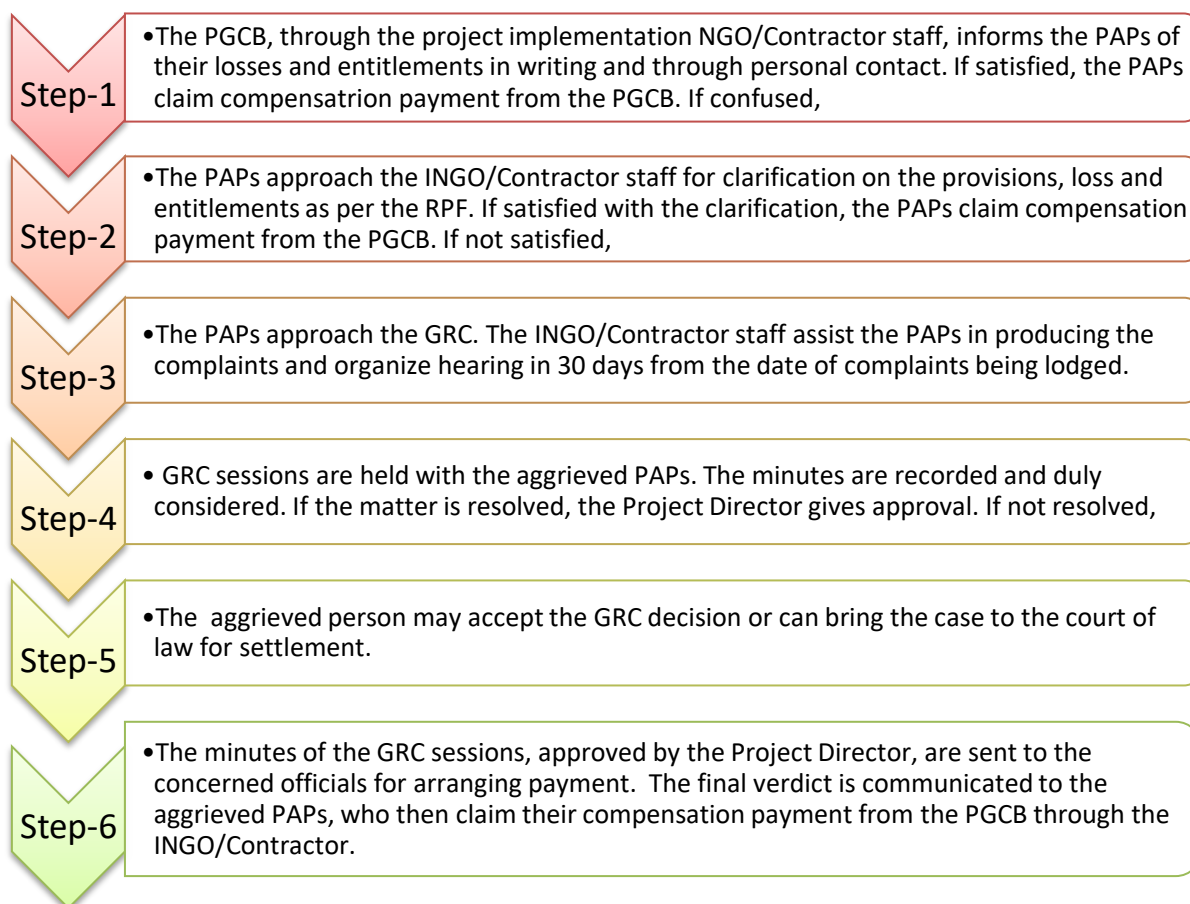 Step-1
•The PGCB, through the project implementation NGO/Contractor staff, informs the PAPs of
their losses and entitlements in writing and through personal contact. If satisfied, the PAPs
claim compensatrion payment from the PGCB. If confused,
Step-2
•The PAPs approach the INGO/Contractor staff for clarification on the provisions, loss and
entitlements as per the RPF. If satisfied with the clarification, the PAPs claim compensation
payment from the PGCB. If not satisfied,
Step-3
•The PAPs approach the GRC. The INGO/Contractor staff assist the PAPs in producing the
complaints and organize hearing in 30 days from the date of complaints being lodged.
Step-4
• GRC sessions are held with the aggrieved PAPs. The minutes are recorded and duly
considered. If the matter is resolved, the Project Director gives approval. If not resolved,
Step-5
•The aggrieved person may accept the GRC decision or can bring the case to the court of
law for settlement.
Step-6
•The minutes of the GRC sessions, approved by the Project Director, are sent to the
concerned officials for arranging payment. The final verdict is communicated to the
aggrieved PAPs, who then claim their compensation payment from the PGCB through the
INGO/Contractor.